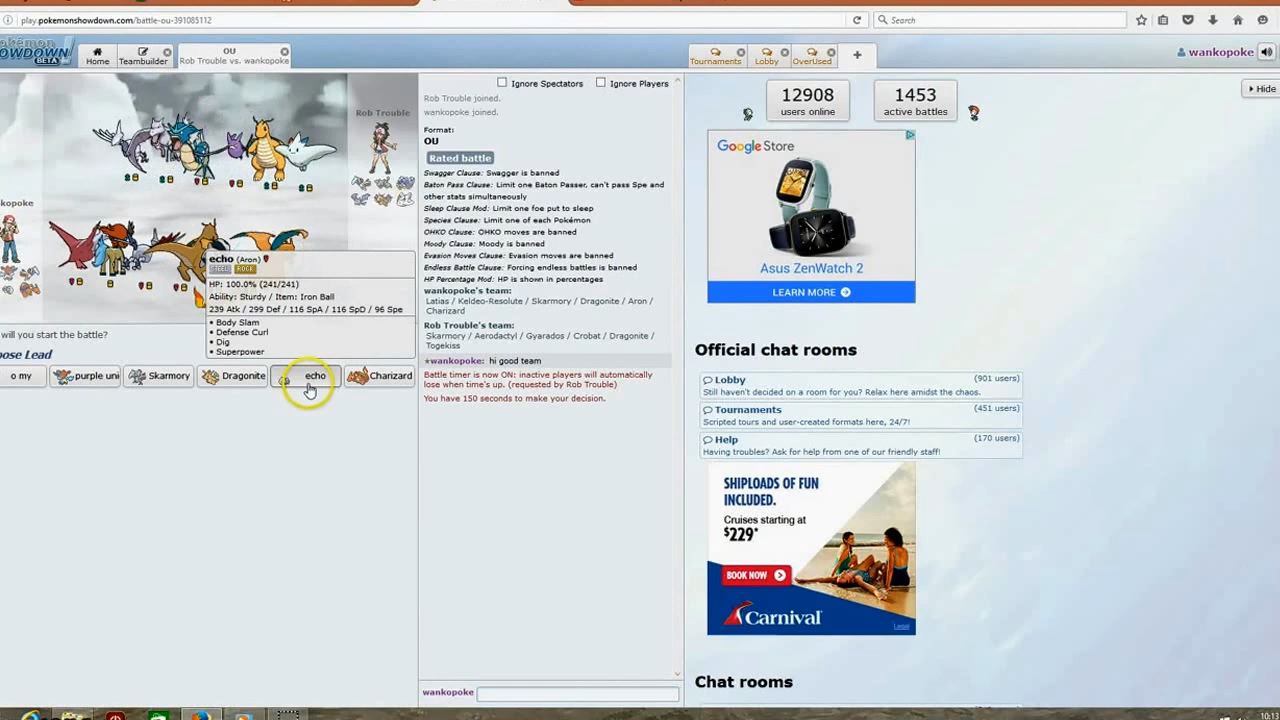 play.pokemonshowdown.com/battle-ou-391085112
Search
SHOWDOWN
BETA
Home
Teambuilder
OU
Rob Trouble vs. wankopoke
Tournaments
Lobby
OverUsed
wankopoke
Rob Trouble
okepoke
echo (Aron)
STEEL ROCK
HP: 100.0% (241/241)
Ability: Sturdy / Item: Iron Ball
239 Atk / 299 Def / 116 SpA / 116 SpD / 96 Spe
• Body Slam
• Defense Curl
• Dig
• Superpower
will you start the battle?
oose Lead
o my
purple uni
Skarmory
Dragonite
echo
Charizard
Ignore Spectators
Ignore Players
Rob Trouble joined.
wankopoke joined.
Format:
OU
Rated battle
Swagger Clause: Swagger is banned
Baton Pass Clause: Limit one Baton Passer, can't pass Spe and
other stats simultaneously
Sleep Clause Mod: Limit one foe put to sleep
Species Clause: Limit one of each Pokémon
OHKO Clause: OHKO moves are banned
Moody Clause: Moody is banned
Evasion Moves Clause: Evasion moves are banned
Endless Battle Clause: Forcing endless battles is banned
HP Percentage Mod: HP is shown in percentages
wankopoke's team:
Latias / Keldeo-Resolute / Skarmory / Dragonite / Aron /
Charizard
Rob Trouble's team:
Skarmory / Aerodactyl / Gyarados / Crobat / Dragonite /
Togekiss
★wankopoke: hi good team
Battle timer is now ON: inactive players will automatically
lose when time's up. (requested by Rob Trouble)
You have 150 seconds to make your decision.
wankopoke
Hide
12908
users online
1453
active battles
Google Store
Asus ZenWatch 2
LEARN MORE
Official chat rooms
Lobby (901 users)
Still haven't decided on a room for you? Relax here amidst the chaos.
Tournaments (451 users)
Scripted tours and user-created formats here, 24/7!
Help (170 users)
Having troubles? Ask for help from one of our friendly staff!
SHIPLOADS OF FUN
INCLUDED.
Cruises starting at
$229*
BOOK NOW
Carnival
Legal
Chat rooms
10:13